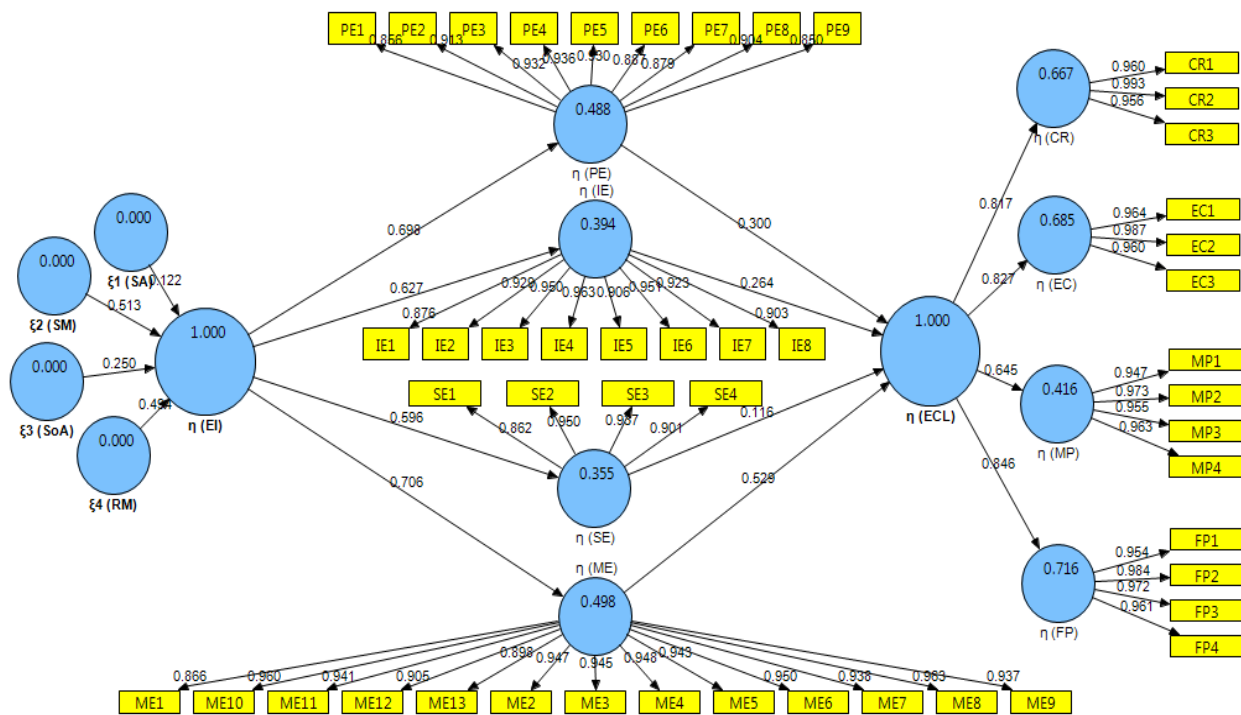 PE1 PE2 PE3 PE4 PE5 PE6 PE7 PE8 PE9
0.856 0.913 0.932 0.936 0.930 0.887 0.879 0.904 0.850
0.488
η (PE)
η (IE)
0.394
0.876 0.929 0.950 0.963 0.906 0.951 0.923 0.903
IE1 IE2 IE3 IE4 IE5 IE6 IE7 IE8
0.000
ξ1 (SA)
0.122
0.000
ξ2 (SM)
0.513
0.000
ξ3 (SoA)
0.250
0.000
ξ4 (RM)
1.000
η (EI)
0.698
0.627
0.596
0.706
SE1 SE2 SE3 SE4
0.862 0.950 0.901
0.355
η (SE)
η (ME)
0.498
0.866 0.960 0.941 0.905 0.898 0.947 0.945 0.948 0.943 0.950 0.938 0.937
ME1 ME10 ME11 ME12 ME13 ME2 ME3 ME4 ME5 ME6 ME7 ME8 ME9
0.300
0.264
0.116
0.529
1.000
η (ECL)
0.817
0.827
0.645
0.846
0.667
η (CR)
0.960 CR1
0.993 CR2
0.956 CR3
0.685
η (EC)
0.964 EC1
0.987 EC2
0.960 EC3
0.416
η (MP)
0.947 MP1
0.973 MP2
0.955 MP3
0.963 MP4
0.716
η (FP)
0.954 FP1
0.984 FP2
0.972 FP3
0.961 FP4